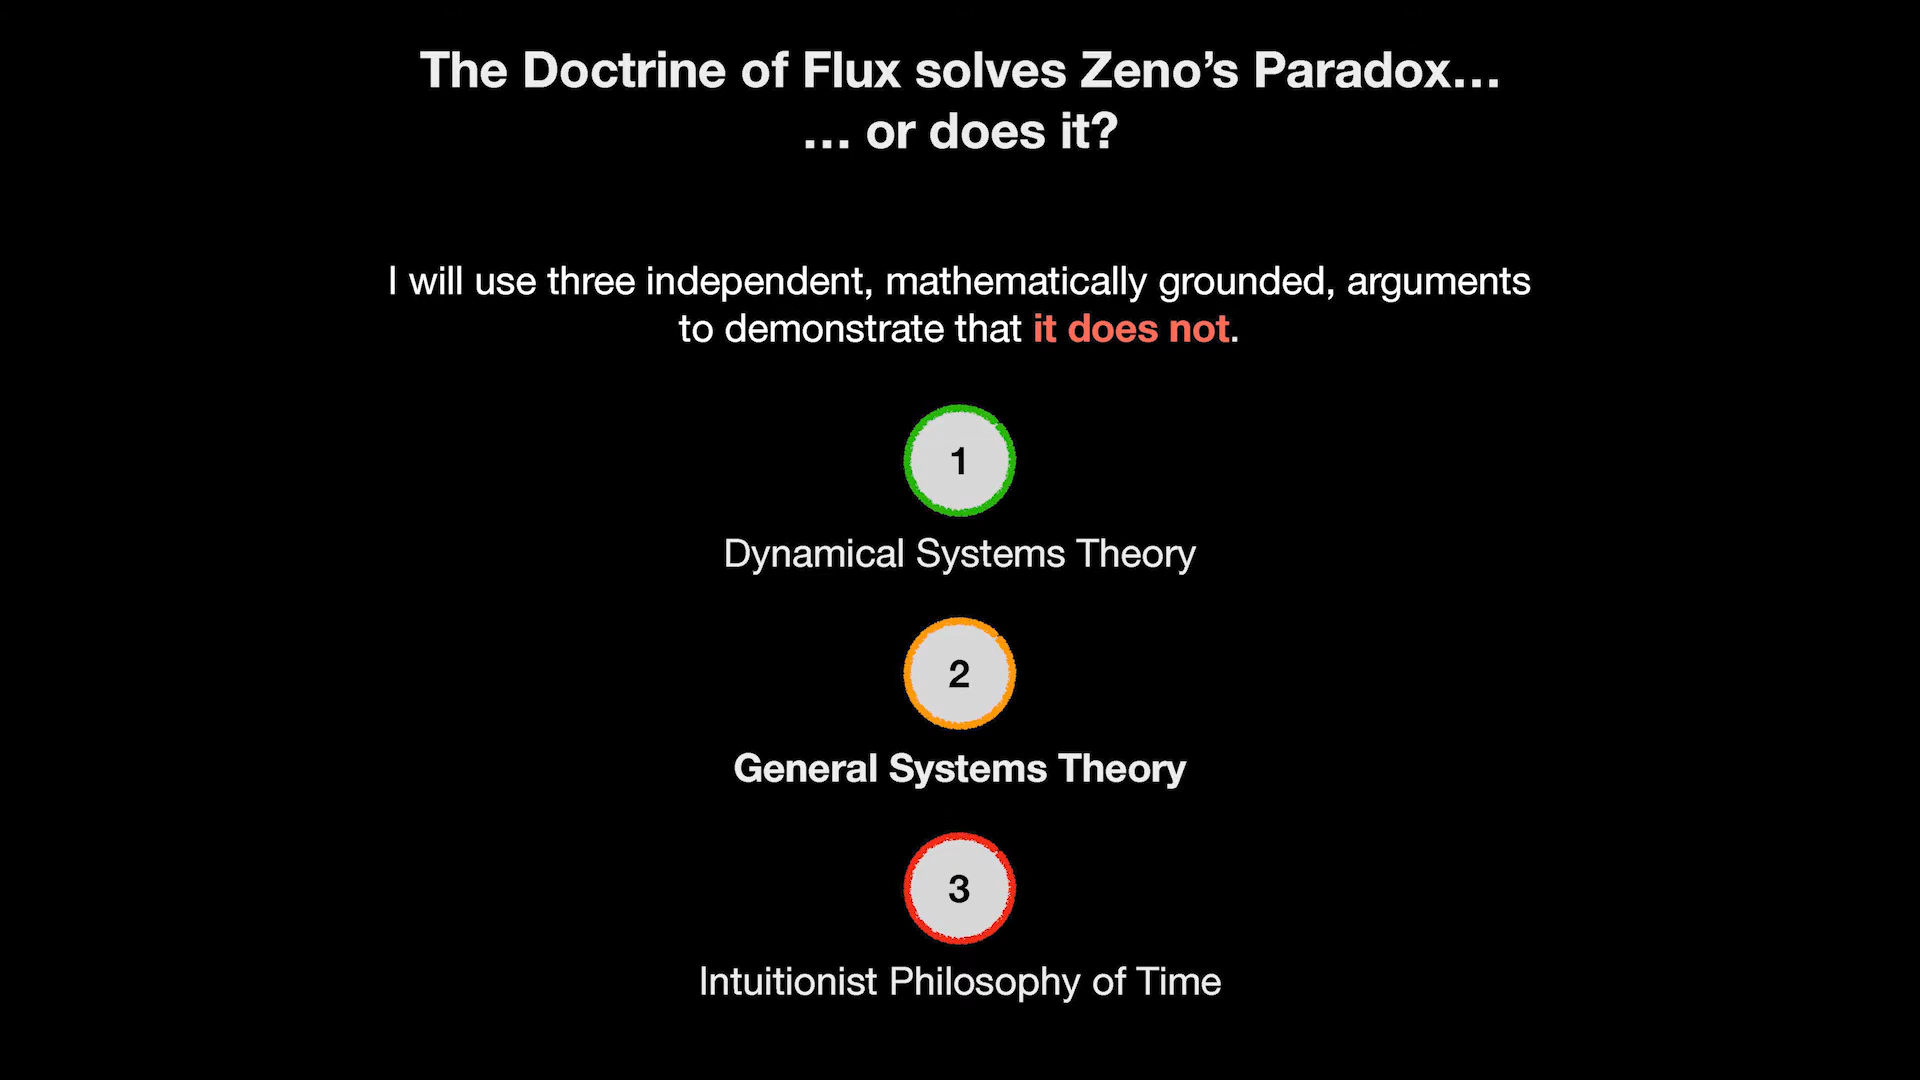 The Doctrine of Flux solves Zeno’s Paradox…
… or does it?
I will use three independent, mathematically grounded, arguments
to demonstrate that it does not.
1
Dynamical Systems Theory
2
General Systems Theory
3
Intuitionist Philosophy of Time